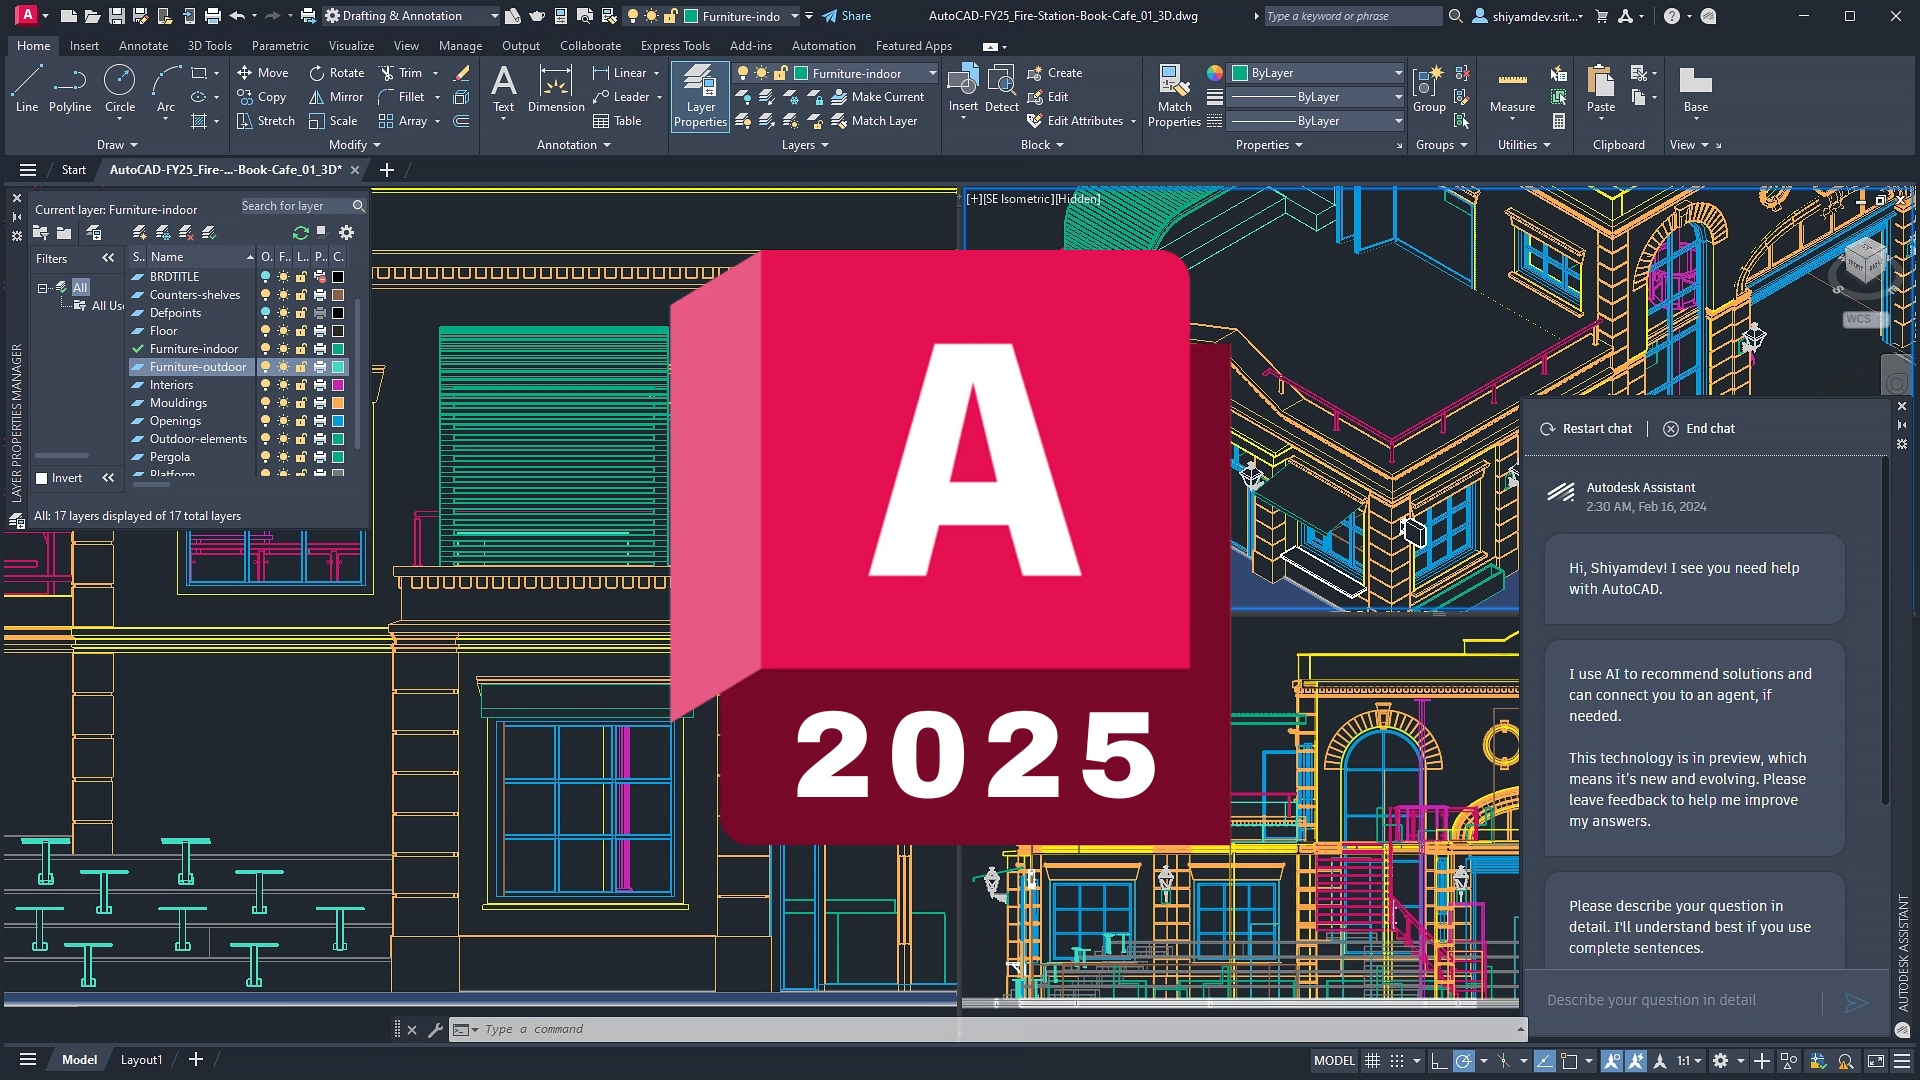 A
Drafting & Annotation
Furniture-indo
Share
AutoCAD-FY25_Fire-Station-Book-Cafe_01_3D.dwg
Type a keyword or phrase
shiyamdev.srit...
Home Insert Annotate 3D Tools Parametric Visualize View Manage Output Collaborate Express Tools Add-ins Automation Featured Apps
Line Polyline Circle Arc
Draw
Move Rotate Trim
Copy Mirror Fillet
Stretch Scale Array
Modify
Text Dimension
Linear
Leader
Table
Annotation
Layer Properties
Furniture-indoor
Make Current
Match Layer
Layers
Insert Detect
Create
Edit
Edit Attributes
Block
Match Properties
ByLayer
ByLayer
ByLayer
Properties
Group
Groups
Measure
Utilities
Paste
Clipboard
Base
View
Start
AutoCAD-FY25_Fire-...-Book-Cafe_01_3D*
Current layer: Furniture-indoor
Search for layer
Filters
All
All Us
Invert
S.. Name O. F.. L.. P.. C.
BRDTITLE
Counters-shelves
Defpoints
Floor
Furniture-indoor
Furniture-outdoor
Interiors
Mouldings
Openings
Outdoor-elements
Pergola
Platform
All: 17 layers displayed of 17 total layers
LAYER PROPERTIES MANAGER
[+][SE Isometric][Hidden]
WCS
S
E
A
2025
Restart chat
End chat
Autodesk Assistant
2:30 AM, Feb 16, 2024
Hi, Shiyamdev! I see you need help
with AutoCAD.
I use AI to recommend solutions and
can connect you to an agent, if
needed.
This technology is in preview, which
means it's new and evolving. Please
leave feedback to help me improve
my answers.
Please describe your question in
detail. I'll understand best if you use
complete sentences.
Describe your question in detail
AUTODESK ASSISTANT
Type a command
Model
Layout1
MODEL
1:1